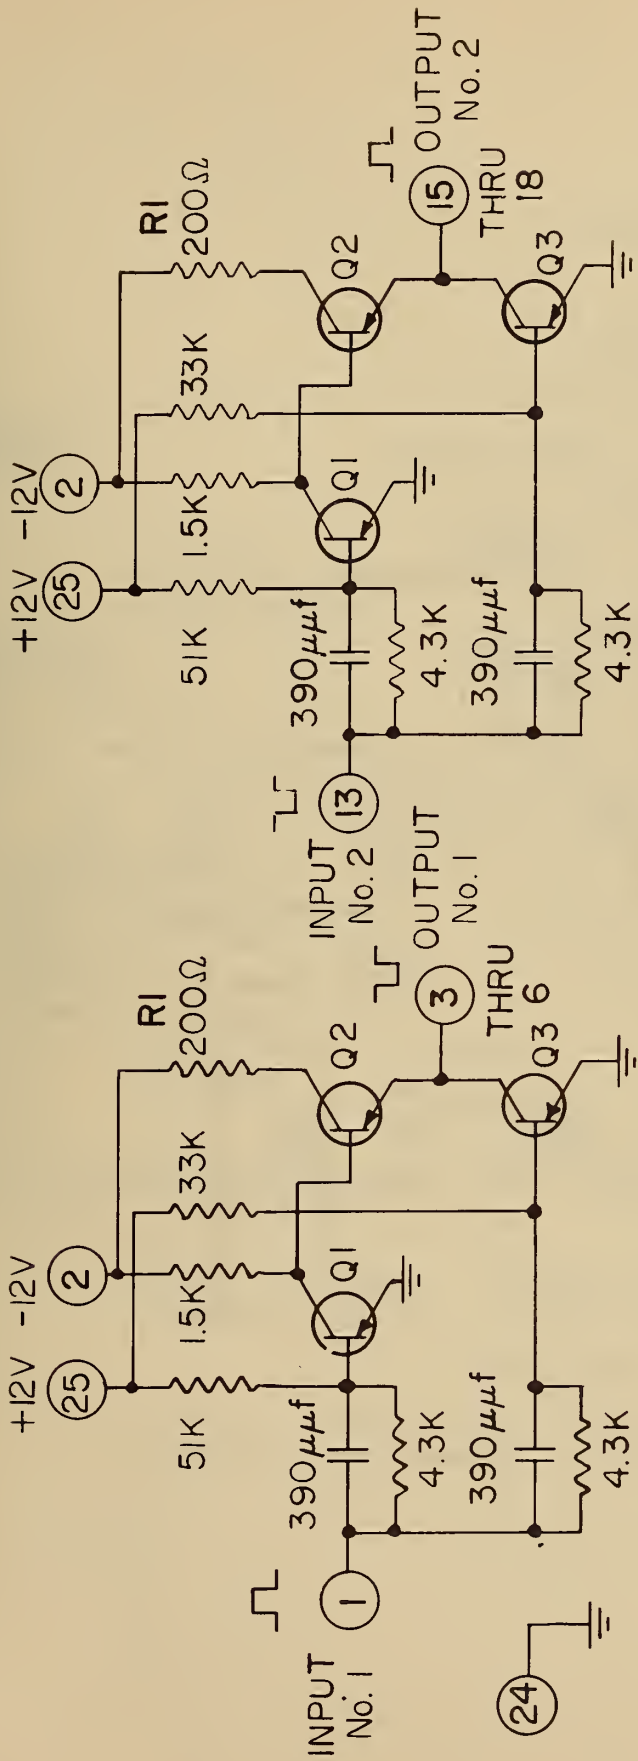 +12V -12V
25
2
51K
1.5K
33K
R1
200Ω
INPUT
No. 1
1
390μμf
4.3K
Q1
Q2
390μμf
4.3K
Q3
3
THRU
6
OUTPUT
No. 1
24
+12V -12V
25
2
51K
1.5K
33K
R1
200Ω
INPUT
No. 2
13
390μμf
4.3K
Q1
Q2
390μμf
4.3K
Q3
15
THRU
18
OUTPUT
No. 2